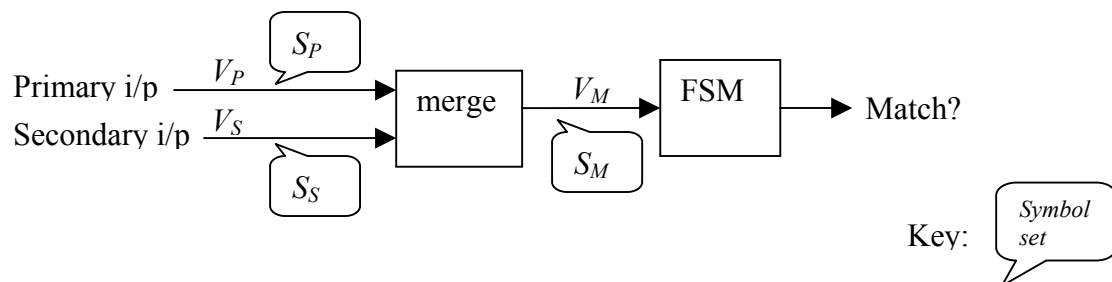 S_P
Primary i/p V_P
merge
V_M
FSM
Match?
Secondary i/p V_S
S_S
S_M
Key:
Symbol
set